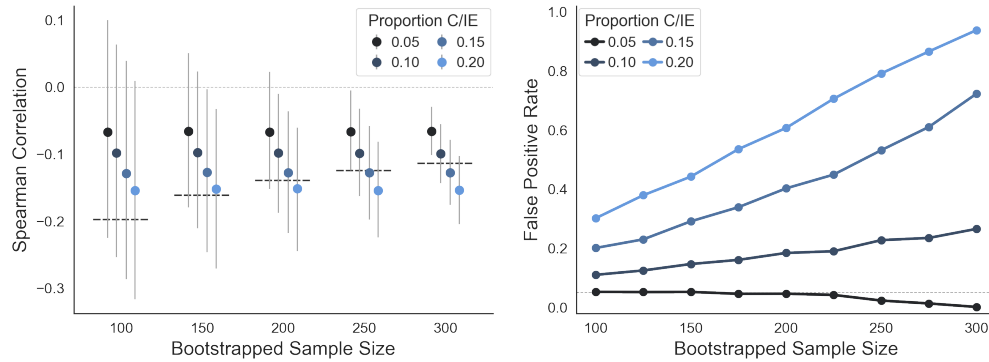 Proportion C/IE
0.05 0.15
0.10 0.20
0.1
0.0
−0.1
−0.2
−0.3
Spearman Correlation
100 150 200 250 300
Bootstrapped Sample Size
Proportion C/IE
0.05 0.15
0.10 0.20
1.0
0.8
0.6
0.4
0.2
0.0
False Positive Rate
100 150 200 250 300
Bootstrapped Sample Size